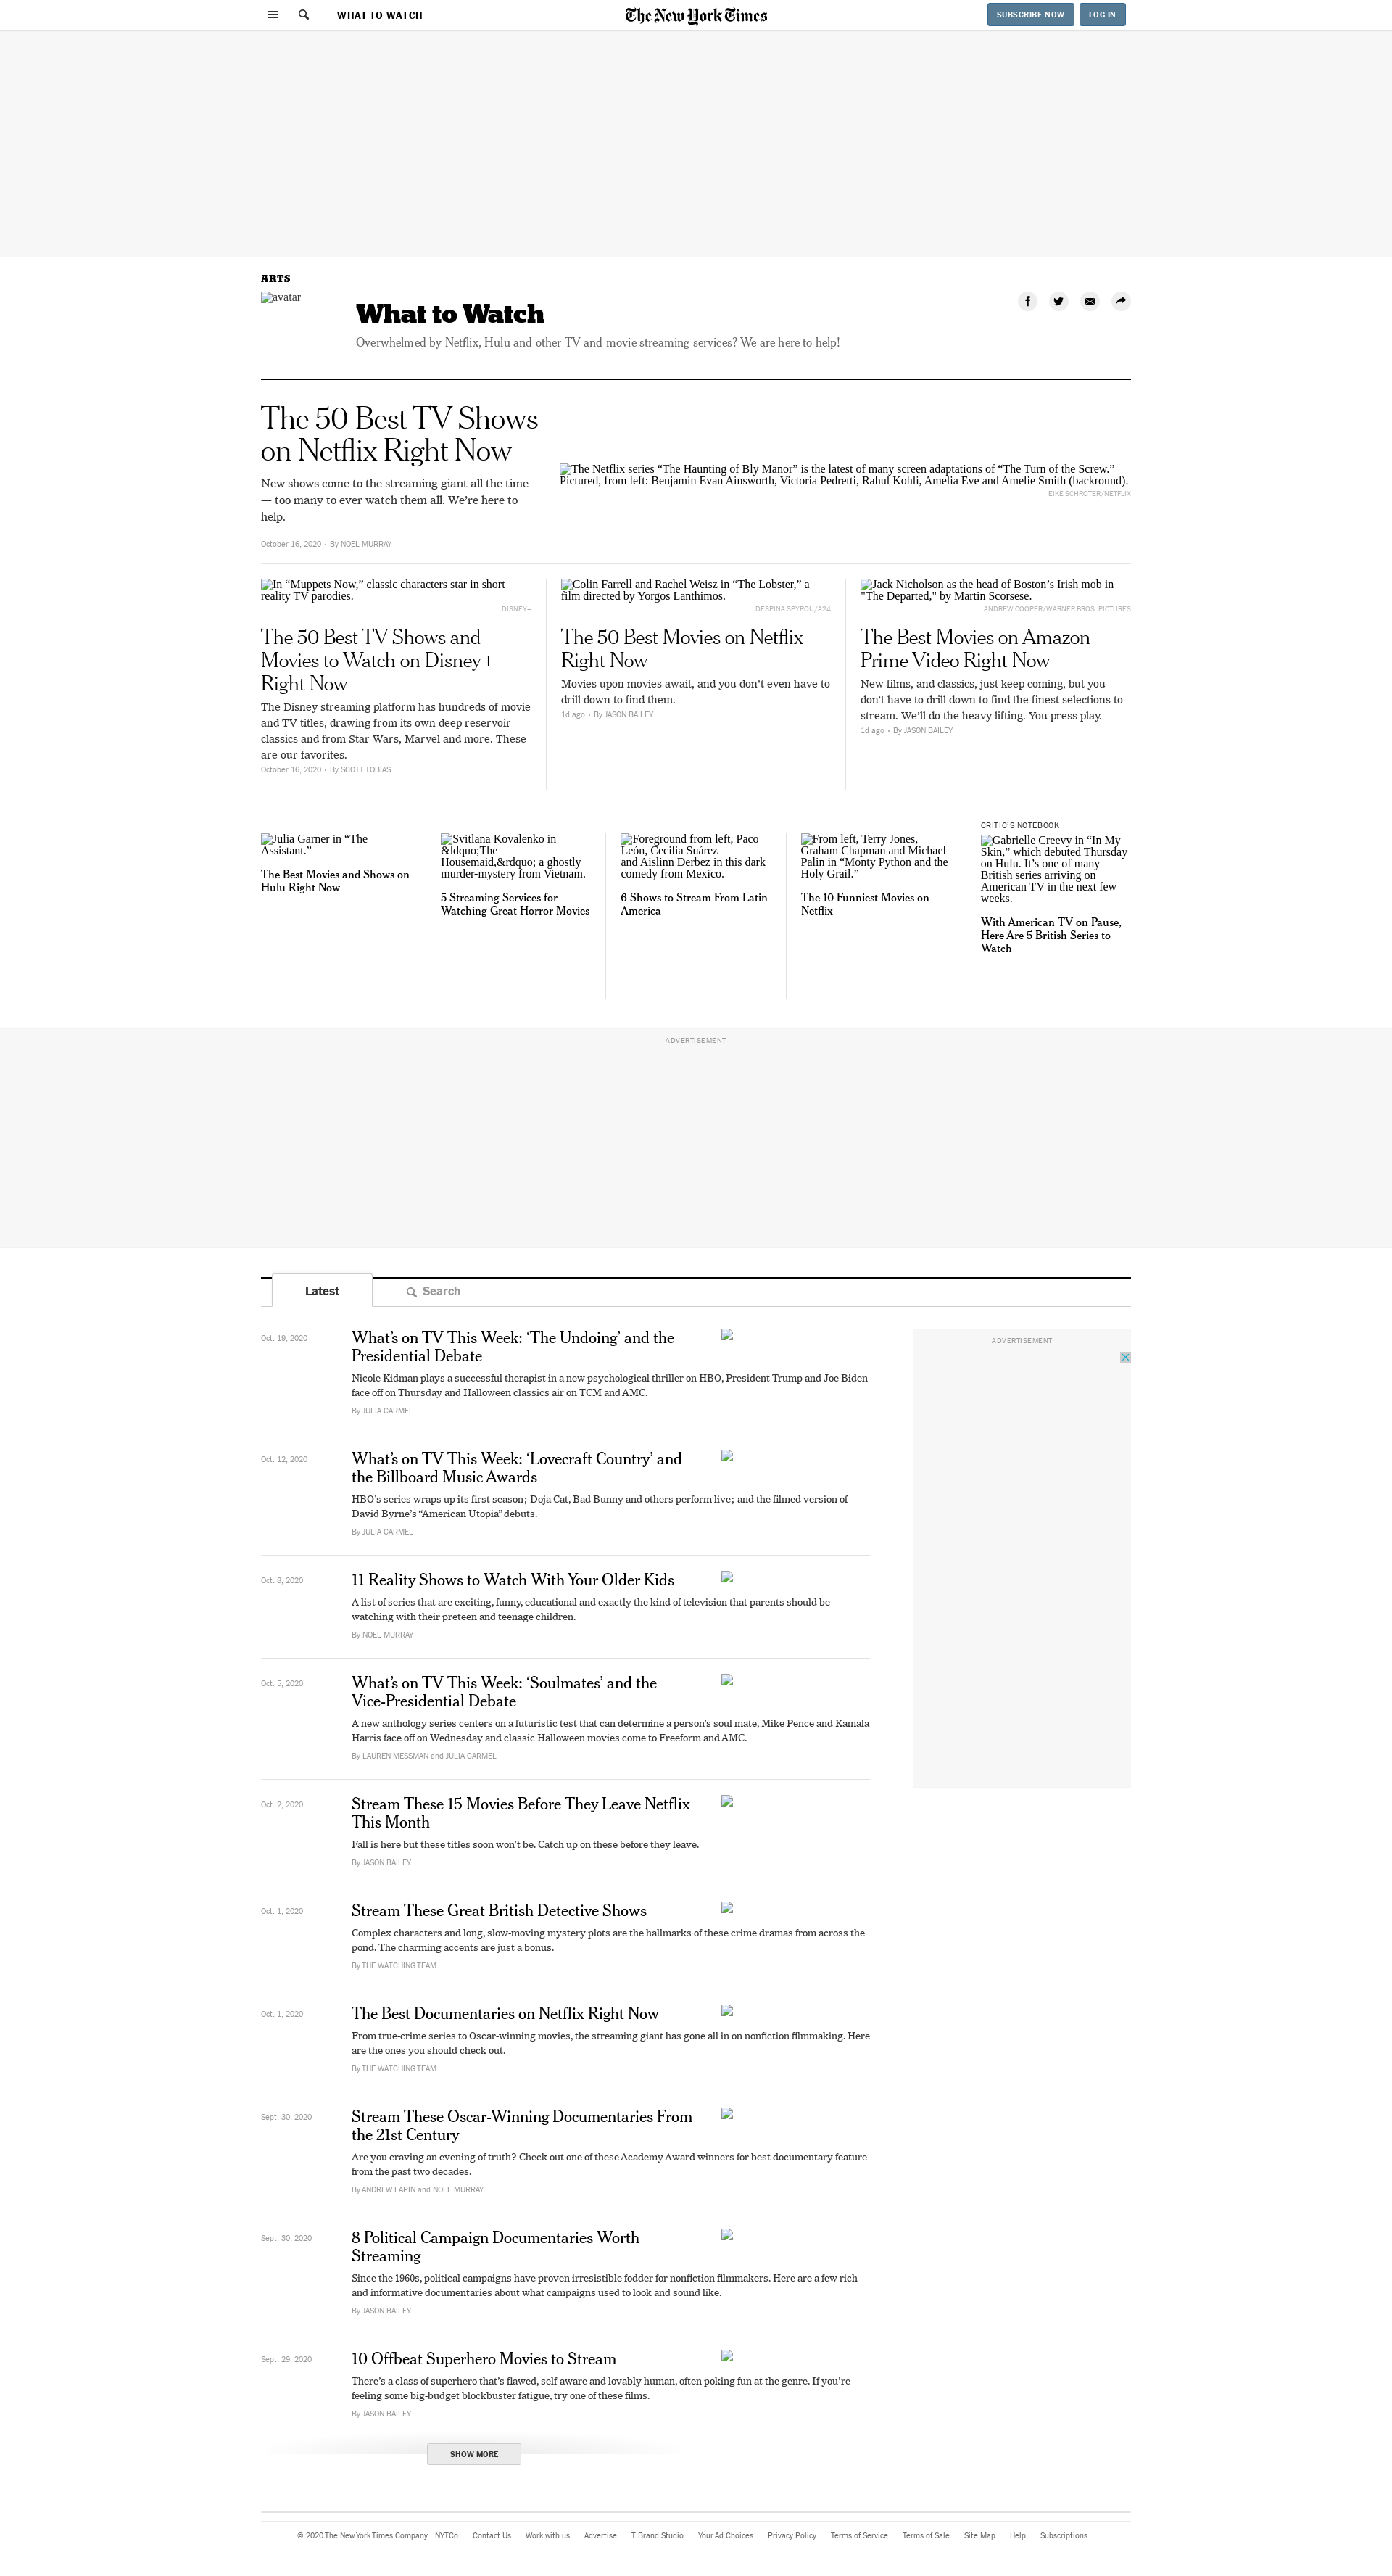 WHAT TO WATCH
The New York Times
SUBSCRIBE NOW
LOG IN
ARTS
avatar
What to Watch
Overwhelmed by Netflix, Hulu and other TV and movie streaming services? We are here to help!
The 50 Best TV Shows
on Netflix Right Now
New shows come to the streaming giant all the time
— too many to ever watch them all. We’re here to
help.
October 16, 2020 • By NOEL MURRAY
The Netflix series “The Haunting of Bly Manor” is the latest of many screen adaptations of “The Turn of the Screw.”
Pictured, from left: Benjamin Evan Ainsworth, Victoria Pedretti, Rahul Kohli, Amelia Eve and Amelie Smith (backround).
EIKE SCHROTER/NETFLIX
In “Muppets Now,” classic characters star in short
reality TV parodies.
DISNEY+
The 50 Best TV Shows and
Movies to Watch on Disney+
Right Now
The Disney streaming platform has hundreds of movie
and TV titles, drawing from its own deep reservoir
classics and from Star Wars, Marvel and more. These
are our favorites.
October 16, 2020 • By SCOTT TOBIAS
Colin Farrell and Rachel Weisz in “The Lobster,” a
film directed by Yorgos Lanthimos.
DESPINA SPYROU/A24
The 50 Best Movies on Netflix
Right Now
Movies upon movies await, and you don’t even have to
drill down to find them.
1d ago • By JASON BAILEY
Jack Nicholson as the head of Boston’s Irish mob in
"The Departed," by Martin Scorsese.
ANDREW COOPER/WARNER BROS. PICTURES
The Best Movies on Amazon
Prime Video Right Now
New films, and classics, just keep coming, but you
don’t have to drill down to find the finest selections to
stream. We’ll do the heavy lifting. You press play.
1d ago • By JASON BAILEY
Julia Garner in “The
Assistant.”
The Best Movies and Shows on
Hulu Right Now
Svitlana Kovalenko in
&ldquo;The
Housemaid,&rdquo; a ghostly
murder-mystery from Vietnam.
5 Streaming Services for
Watching Great Horror Movies
Foreground from left, Paco
León, Cecilia Suárez
and Aislinn Derbez in this dark
comedy from Mexico.
6 Shows to Stream From Latin
America
From left, Terry Jones,
Graham Chapman and Michael
Palin in “Monty Python and the
Holy Grail.”
The 10 Funniest Movies on
Netflix
CRITIC’S NOTEBOOK
Gabrielle Creevy in “In My
Skin,” which debuted Thursday
on Hulu. It’s one of many
British series arriving on
American TV in the next few
weeks.
With American TV on Pause,
Here Are 5 British Series to
Watch
ADVERTISEMENT
Latest
Search
Oct. 19, 2020
What’s on TV This Week: ‘The Undoing’ and the
Presidential Debate
Nicole Kidman plays a successful therapist in a new psychological thriller on HBO, President Trump and Joe Biden
face off on Thursday and Halloween classics air on TCM and AMC.
By JULIA CARMEL
ADVERTISEMENT
Oct. 12, 2020
What’s on TV This Week: ‘Lovecraft Country’ and
the Billboard Music Awards
HBO’s series wraps up its first season; Doja Cat, Bad Bunny and others perform live; and the filmed version of
David Byrne’s “American Utopia” debuts.
By JULIA CARMEL
Oct. 8, 2020
11 Reality Shows to Watch With Your Older Kids
A list of series that are exciting, funny, educational and exactly the kind of television that parents should be
watching with their preteen and teenage children.
By NOEL MURRAY
Oct. 5, 2020
What’s on TV This Week: ‘Soulmates’ and the
Vice-Presidential Debate
A new anthology series centers on a futuristic test that can determine a person’s soul mate, Mike Pence and Kamala
Harris face off on Wednesday and classic Halloween movies come to Freeform and AMC.
By LAUREN MESSMAN and JULIA CARMEL
Oct. 2, 2020
Stream These 15 Movies Before They Leave Netflix
This Month
Fall is here but these titles soon won’t be. Catch up on these before they leave.
By JASON BAILEY
Oct. 1, 2020
Stream These Great British Detective Shows
Complex characters and long, slow-moving mystery plots are the hallmarks of these crime dramas from across the
pond. The charming accents are just a bonus.
By THE WATCHING TEAM
Oct. 1, 2020
The Best Documentaries on Netflix Right Now
From true-crime series to Oscar-winning movies, the streaming giant has gone all in on nonfiction filmmaking. Here
are the ones you should check out.
By THE WATCHING TEAM
Sept. 30, 2020
Stream These Oscar-Winning Documentaries From
the 21st Century
Are you craving an evening of truth? Check out one of these Academy Award winners for best documentary feature
from the past two decades.
By ANDREW LAPIN and NOEL MURRAY
Sept. 30, 2020
8 Political Campaign Documentaries Worth
Streaming
Since the 1960s, political campaigns have proven irresistible fodder for nonfiction filmmakers. Here are a few rich
and informative documentaries about what campaigns used to look and sound like.
By JASON BAILEY
Sept. 29, 2020
10 Offbeat Superhero Movies to Stream
There’s a class of superhero that’s flawed, self-aware and lovably human, often poking fun at the genre. If you’re
feeling some big-budget blockbuster fatigue, try one of these films.
By JASON BAILEY
SHOW MORE
© 2020 The New York Times Company NYTCo Contact Us Work with us Advertise T Brand Studio Your Ad Choices Privacy Policy Terms of Service Terms of Sale Site Map Help Subscriptions